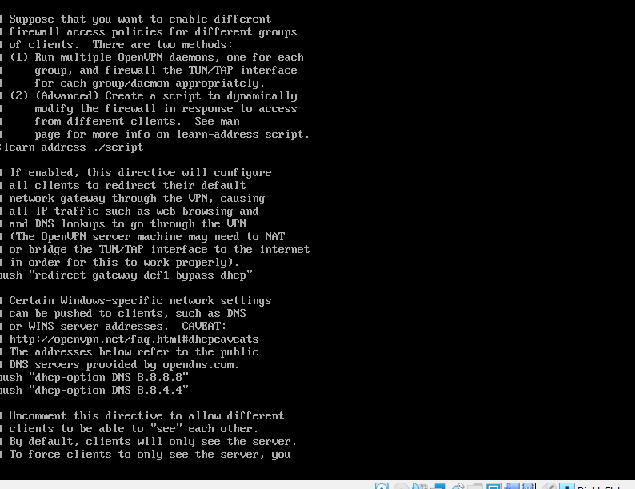 # Suppose that you want to enable different
# firewall access policies for different groups
# of clients.  There are two methods:
# (1) Run multiple OpenVPN daemons, one for each
#     group, and firewall the TUN/TAP interface
#     for each group/daemon appropriately.
# (2) (Advanced) Create a script to dynamically
#     modify the firewall in response to access
#     from different clients.  See man
#     page for more info on learn-address script.
;learn-address ./script
# If enabled, this directive will configure
# all clients to redirect their default
# network gateway through the VPN, causing
# all IP traffic such as web browsing and
# and DNS lookups to go through the VPN
# (The OpenVPN server machine may need to NAT
# or bridge the TUN/TAP interface to the internet
# in order for this to work properly).
push "redirect-gateway def1 bypass-dhcp"
# Certain Windows-specific network settings
# can be pushed to clients, such as DNS
# or WINS server addresses.  CAVEAT:
# http://openvpn.net/faq.html#dhcpcaveats
# The addresses below refer to the public
# DNS servers provided by opendns.com.
push "dhcp-option DNS 8.8.8.8"
push "dhcp-option DNS 8.8.4.4"
# Uncomment this directive to allow different
# clients to be able to "see" each other.
# By default, clients will only see the server.
# To force clients to only see the server, you